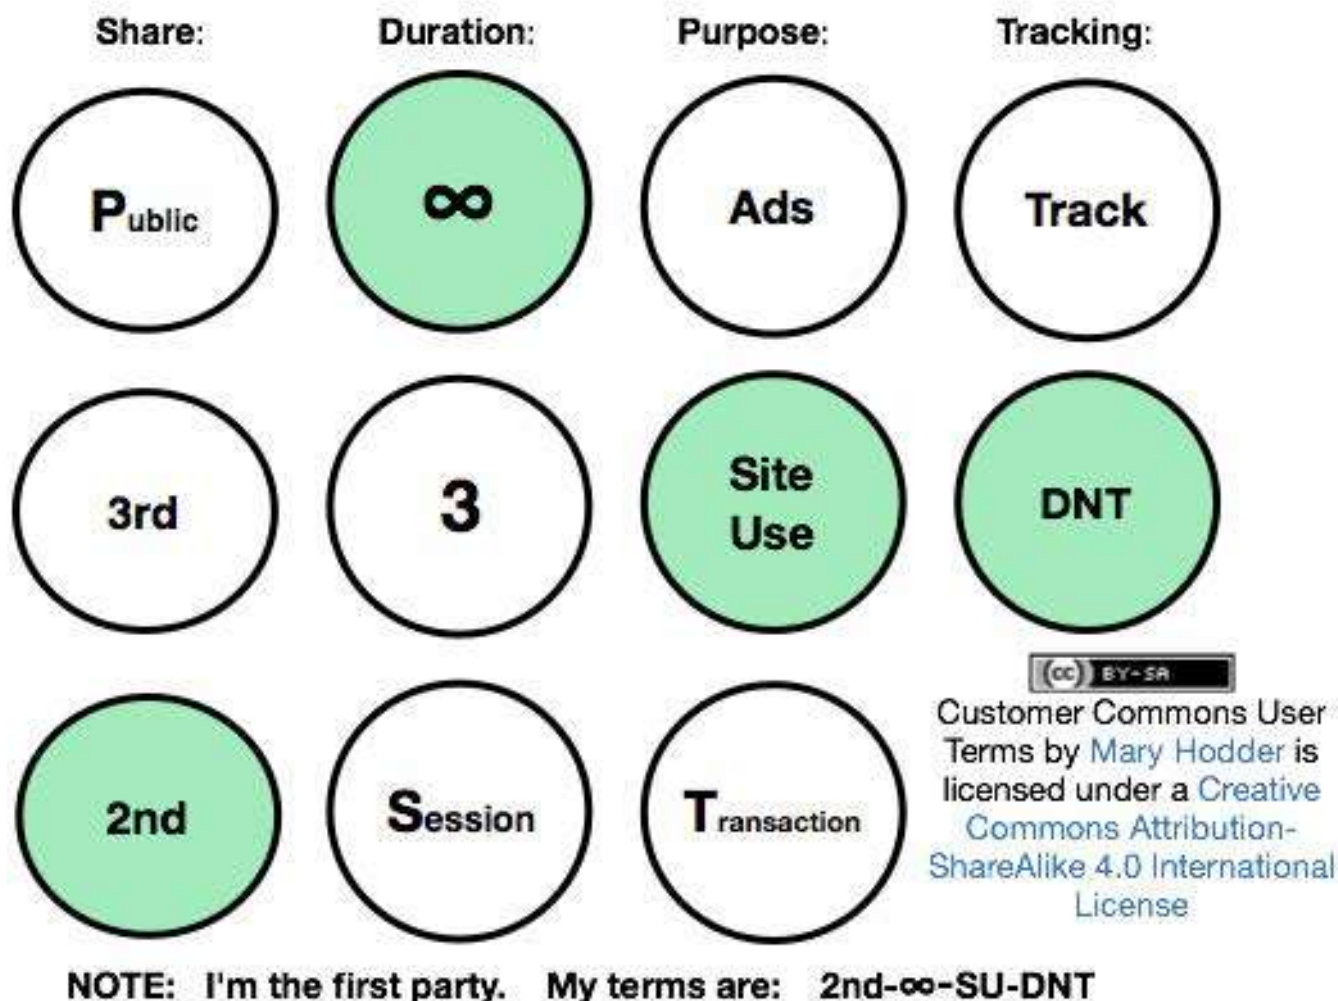 Share: Duration: Purpose: Tracking:
Public ∞ Ads Track
3rd 3 Site Use DNT
2nd Session Transaction
(cc) BY-SA
Customer Commons User
Terms by Mary Hodder is
licensed under a Creative
Commons Attribution-
ShareAlike 4.0 International
License
NOTE: I'm the first party. My terms are: 2nd-∞-SU-DNT